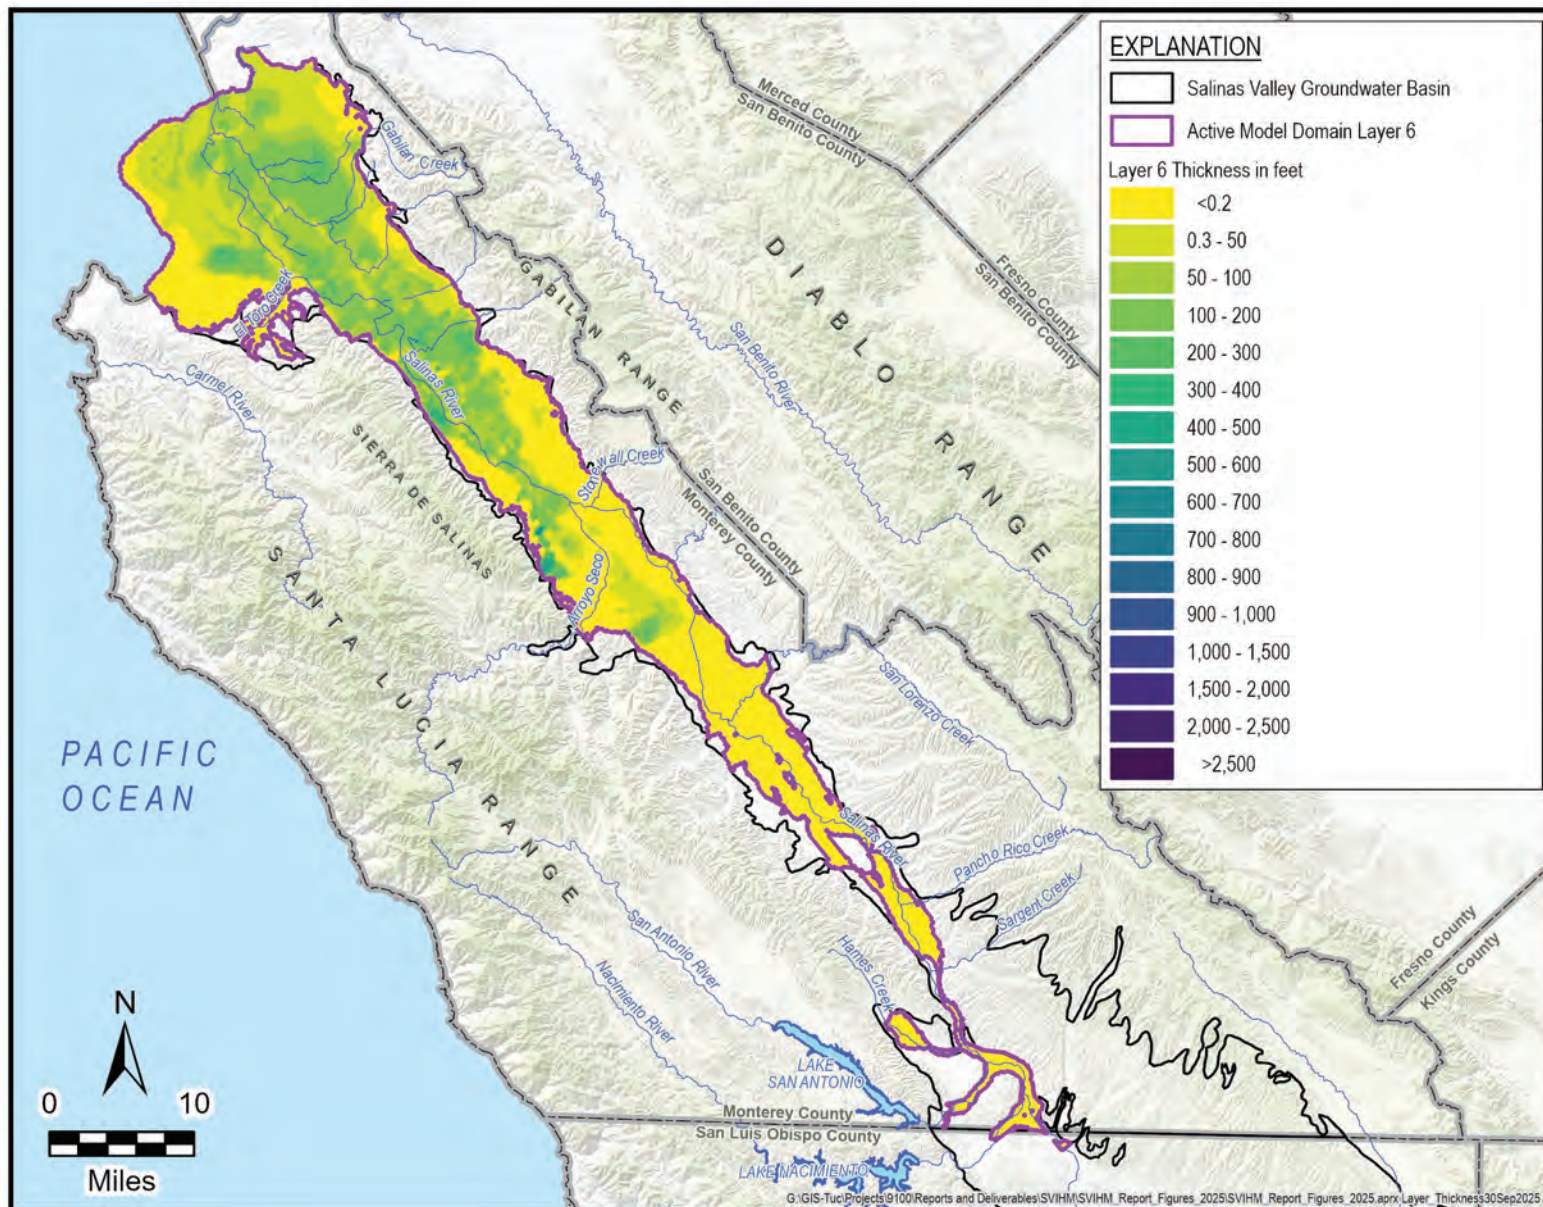 EXPLANATION
Salinas Valley Groundwater Basin
Active Model Domain Layer 6
Layer 6 Thickness in feet
<0.2
0.3 - 50
50 - 100
100 - 200
200 - 300
300 - 400
400 - 500
500 - 600
600 - 700
700 - 800
800 - 900
900 - 1,000
1,000 - 1,500
1,500 - 2,000
2,000 - 2,500
>2,500
Merced County
San Benito County
Fresno County
San Benito County
Gabilan Creek
DIABLO RANGE
GABILAN RANGE
San Benito River
El Toro Creek
Carmel River
Salinas River
SIERRA DE SALINAS
Stonewall Creek
San Benito County
Monterey County
Arroyo Seco
SANTA LUCIA RANGE
San Lorenzo Creek
PACIFIC
OCEAN
Salinas River
Pancho Rico Creek
Sargent Creek
San Antonio River
Hames Creek
Nacimiento River
Fresno County
Kings County
N
LAKE
SAN ANTONIO
0 10
Miles
Monterey County
San Luis Obispo County
LAKE NACIMIENTO
G:\GIS-Tuc\Projects\9100\Reports and Deliverables\SVIHM\SVIHM_Report_Figures_2025\SVIHM_Report_Figures_2025.aprx Layer_Thickness30Sep2025